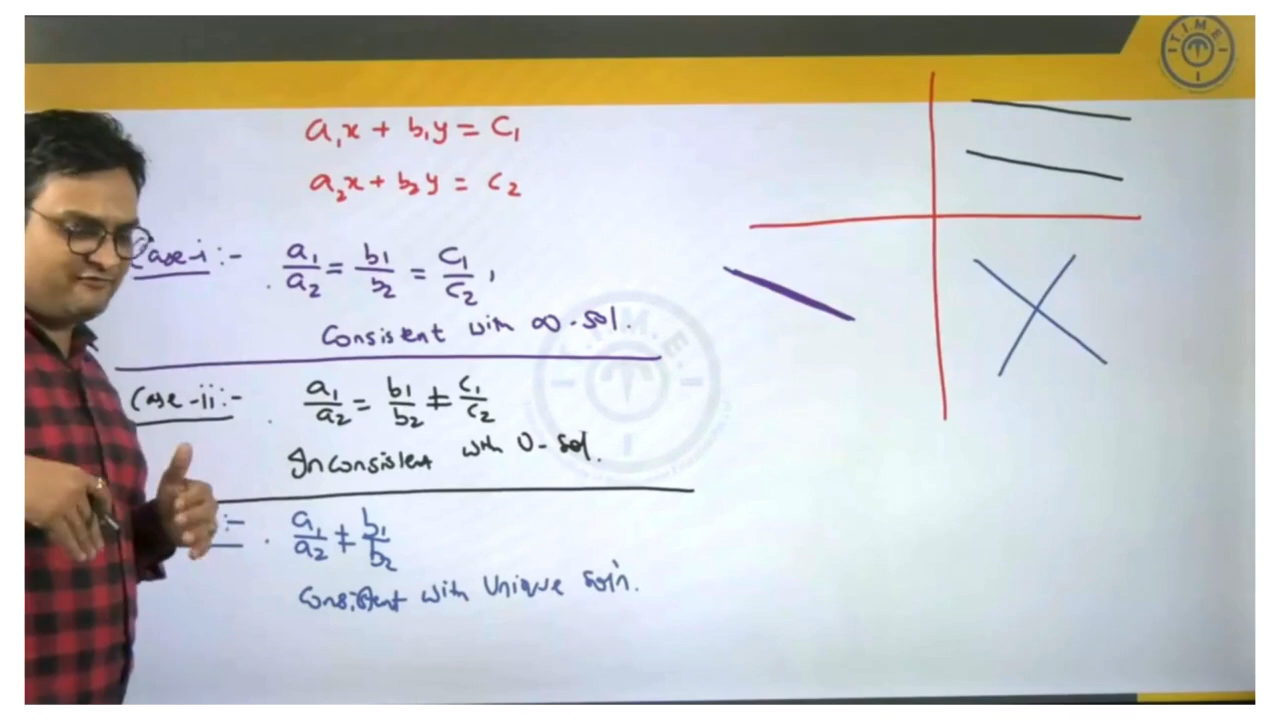 T.I.M.E.
a₁x + b₁y = C₁
a₂x + b₂y = C₂
Case-i :- a₁/a₂ = b₁/b₂ = C₁/C₂ ,
Consistent with ∞-sol.
T.I.M.E.
Case-ii :- a₁/a₂ = b₁/b₂ ≠ C₁/C₂
Inconsistent with 0-sol.
:- a₁/a₂ ≠ b₁/b₂
Consistent with Unique soln.